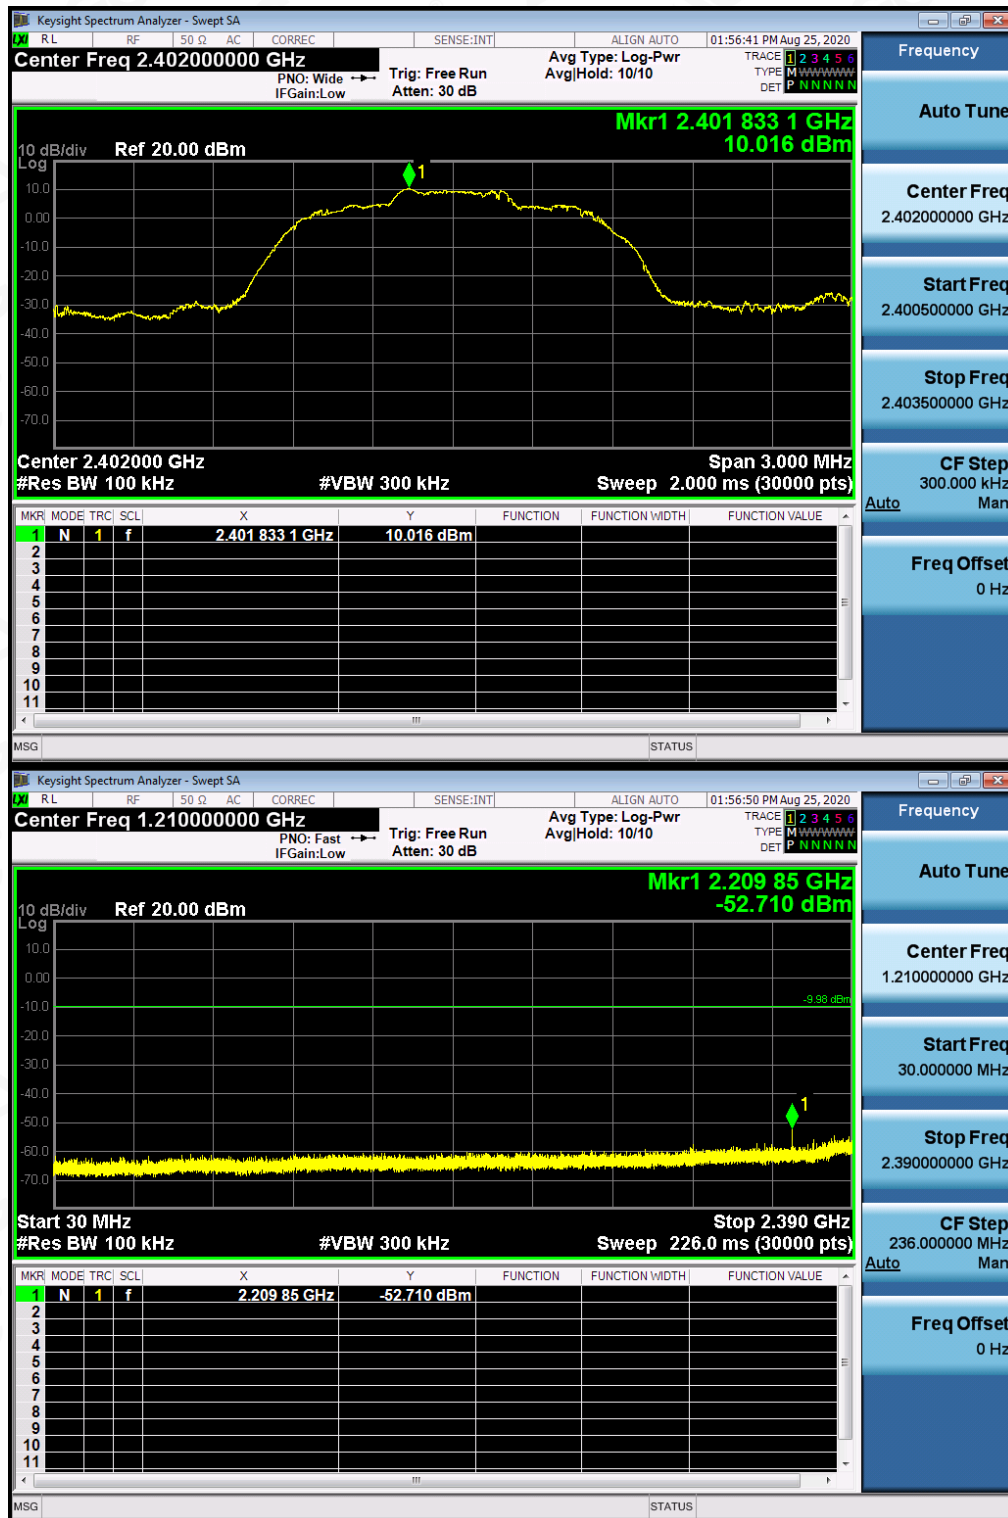 Keysight Spectrum Analyzer - Swept SA
LXI RL RF 50 Ω AC CORREC SENSE:INT ALIGN AUTO 01:56:41 PM Aug 25, 2020
Center Freq 2.402000000 GHz
PNO: Wide
IFGain:Low
Trig: Free Run
Atten: 30 dB
Avg Type: Log-Pwr
Avg|Hold: 10/10
TRACE 1 2 3 4 5 6
TYPE M WWWWW
DET P N N N N N
Mkr1 2.401 833 1 GHz
10.016 dBm
10 dB/div Ref 20.00 dBm
Log
1
10.0
0.00
-10.0
-20.0
-30.0
-40.0
-50.0
-60.0
-70.0
Center 2.402000 GHz Span 3.000 MHz
#Res BW 100 kHz #VBW 300 kHz Sweep 2.000 ms (30000 pts)
MKR MODE TRC SCL X Y FUNCTION FUNCTION WIDTH FUNCTION VALUE
1 N 1 f 2.401 833 1 GHz 10.016 dBm
2
3
4
5
6
7
8
9
10
11
MSG STATUS
Frequency
Auto Tune
Center Freq
2.402000000 GHz
Start Freq
2.400500000 GHz
Stop Freq
2.403500000 GHz
CF Step
300.000 kHz
Auto Man
Freq Offset
0 Hz
Keysight Spectrum Analyzer - Swept SA
LXI RL RF 50 Ω AC CORREC SENSE:INT ALIGN AUTO 01:56:50 PM Aug 25, 2020
Center Freq 1.210000000 GHz
PNO: Fast
IFGain:Low
Trig: Free Run
Atten: 30 dB
Avg Type: Log-Pwr
Avg|Hold: 10/10
TRACE 1 2 3 4 5 6
TYPE M WWWWW
DET P N N N N N
Mkr1 2.209 85 GHz
-52.710 dBm
10 dB/div Ref 20.00 dBm
Log
10.0
0.00
-9.98 dBm
-10.0
-20.0
-30.0
-40.0
1
-50.0
-60.0
-70.0
Start 30 MHz Stop 2.390 GHz
#Res BW 100 kHz #VBW 300 kHz Sweep 226.0 ms (30000 pts)
MKR MODE TRC SCL X Y FUNCTION FUNCTION WIDTH FUNCTION VALUE
1 N 1 f 2.209 85 GHz -52.710 dBm
2
3
4
5
6
7
8
9
10
11
MSG STATUS
Frequency
Auto Tune
Center Freq
1.210000000 GHz
Start Freq
30.000000 MHz
Stop Freq
2.390000000 GHz
CF Step
236.000000 MHz
Auto Man
Freq Offset
0 Hz